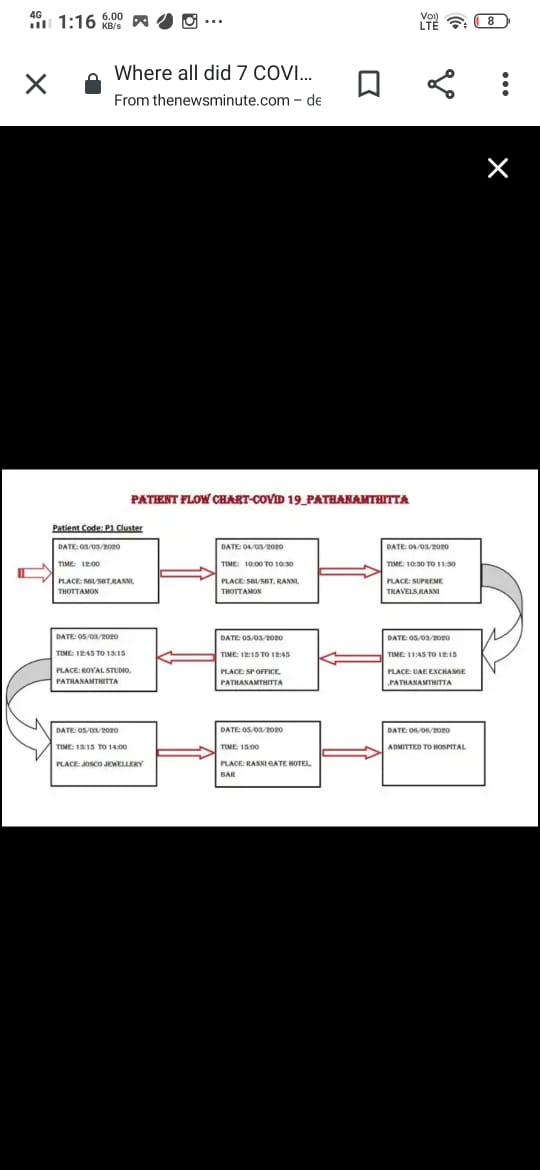 4G 1:16 6.00 KB/s ... Vo)) LTE 8
Where all did 7 COVI...
From thenewsminute.com – de
PATIENT FLOW CHART-COVID 19_PATHANAMTHITTA
Patient Code: P1 Cluster
DATE: 03/03/2020
TIME: 12:00
PLACE: SBI/SBT,RANNI,
THOTTAMON
DATE: 04/03/2020
TIME: 10:00 TO 10:30
PLACE: SBI/SBT, RANNI,
THOTTAMON
DATE: 04/03/2020
TIME: 10:30 TO 11:30
PLACE: SUPREME
TRAVELS,RANNI
DATE: 05/03/2020
TIME: 11:45 TO 12:15
PLACE: UAE EXCHANGE
,PATHANAMTHITTA
DATE: 05/03/2020
TIME: 12:15 TO 12:45
PLACE: SP OFFICE,
PATHANAMTHITTA
DATE: 05/03/2020
TIME: 12:45 TO 13:15
PLACE: ROYAL STUDIO,
PATHANAMTHITTA
DATE: 05/03/2020
TIME: 13:15 TO 14:00
PLACE: JOSCO JEWELLERY
DATE: 05/03/2020
TIME: 15:00
PLACE: RANNI GATE HOTEL,
BAR
DATE: 06/06/2020
ADMITTED TO HOSPITAL